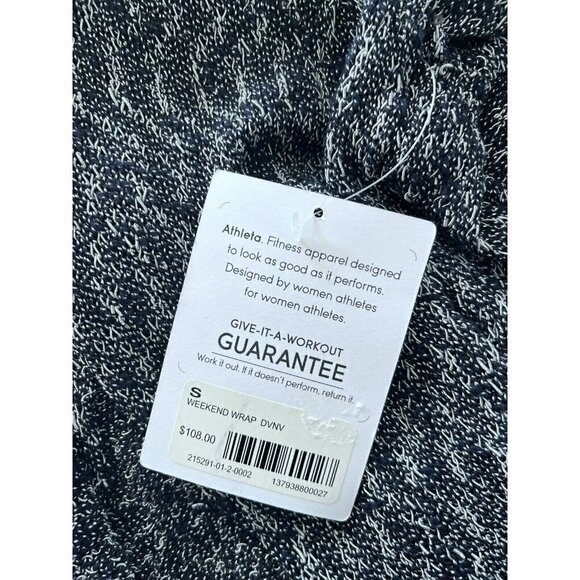 Athleta. Fitness apparel designed
to look as good as it performs.
Designed by women athletes
for women athletes.
GIVE-IT-A-WORKOUT
GUARANTEE
Work it out. If it doesn't perform, return it.
S
WEEKEND WRAP DVNV
$108.00
215291-01-2-0002
137938800027